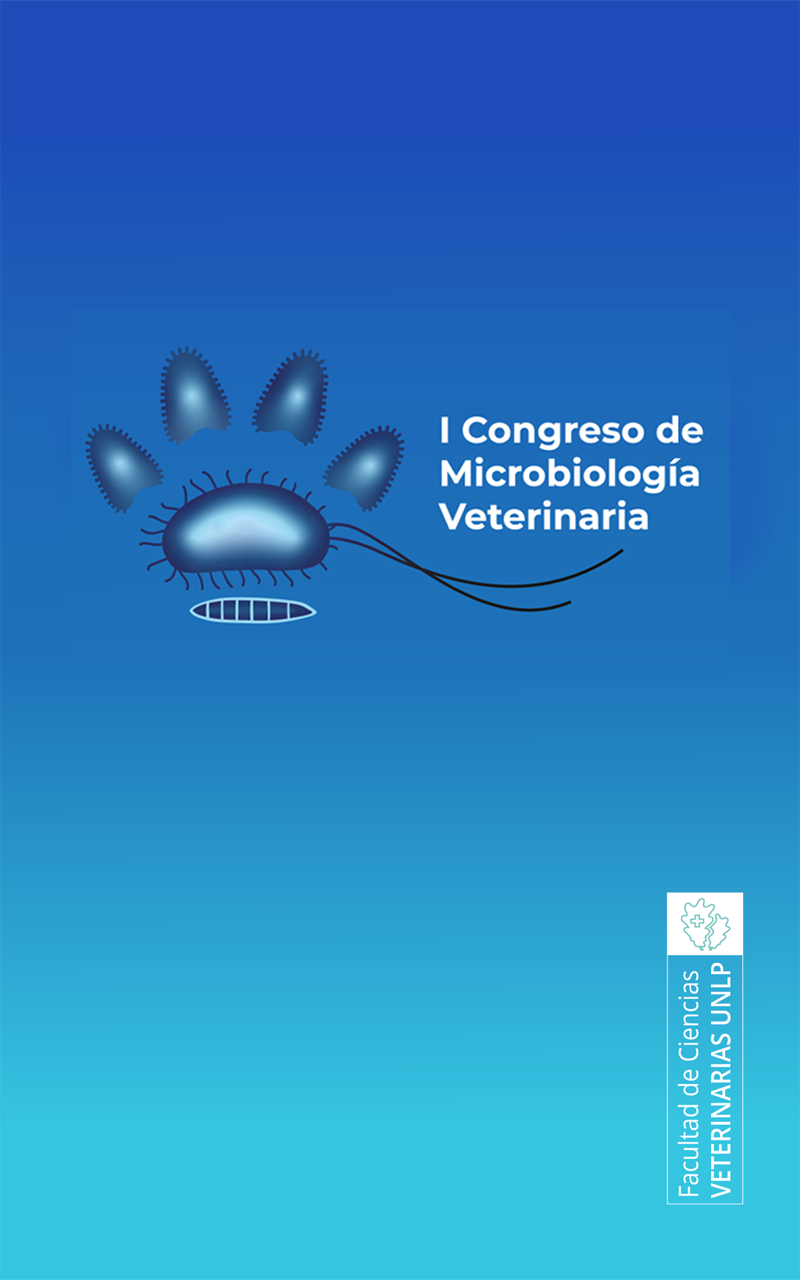 I Congreso de
Microbiología
Veterinaria
Facultad de Ciencias
VETERINARIAS UNLP